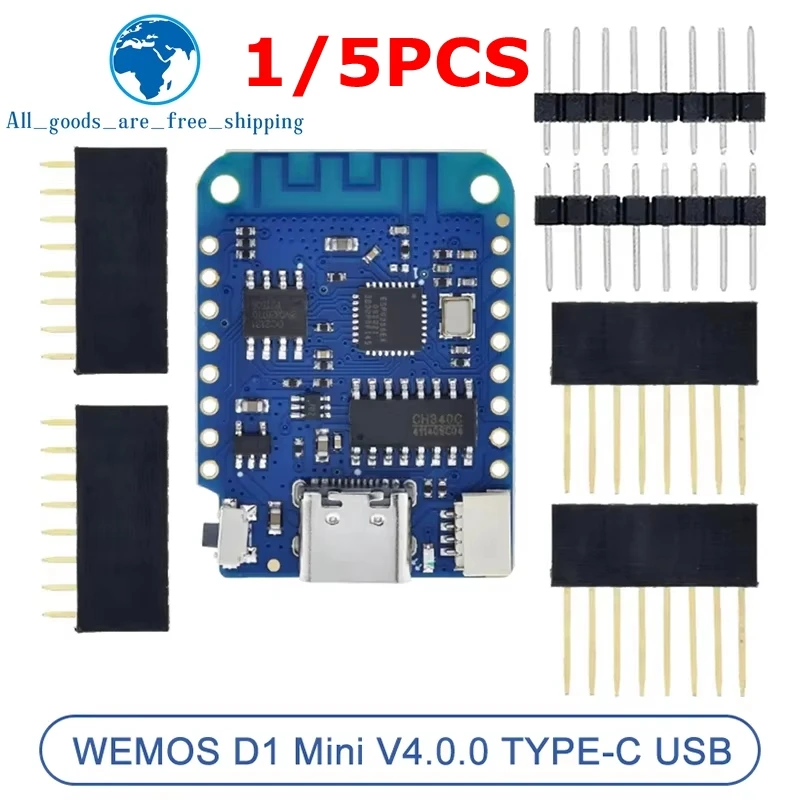 1/5PCS
All_goods_are_free_shipping
CH340C
WEMOS D1 Mini V4.0.0 TYPE-C USB